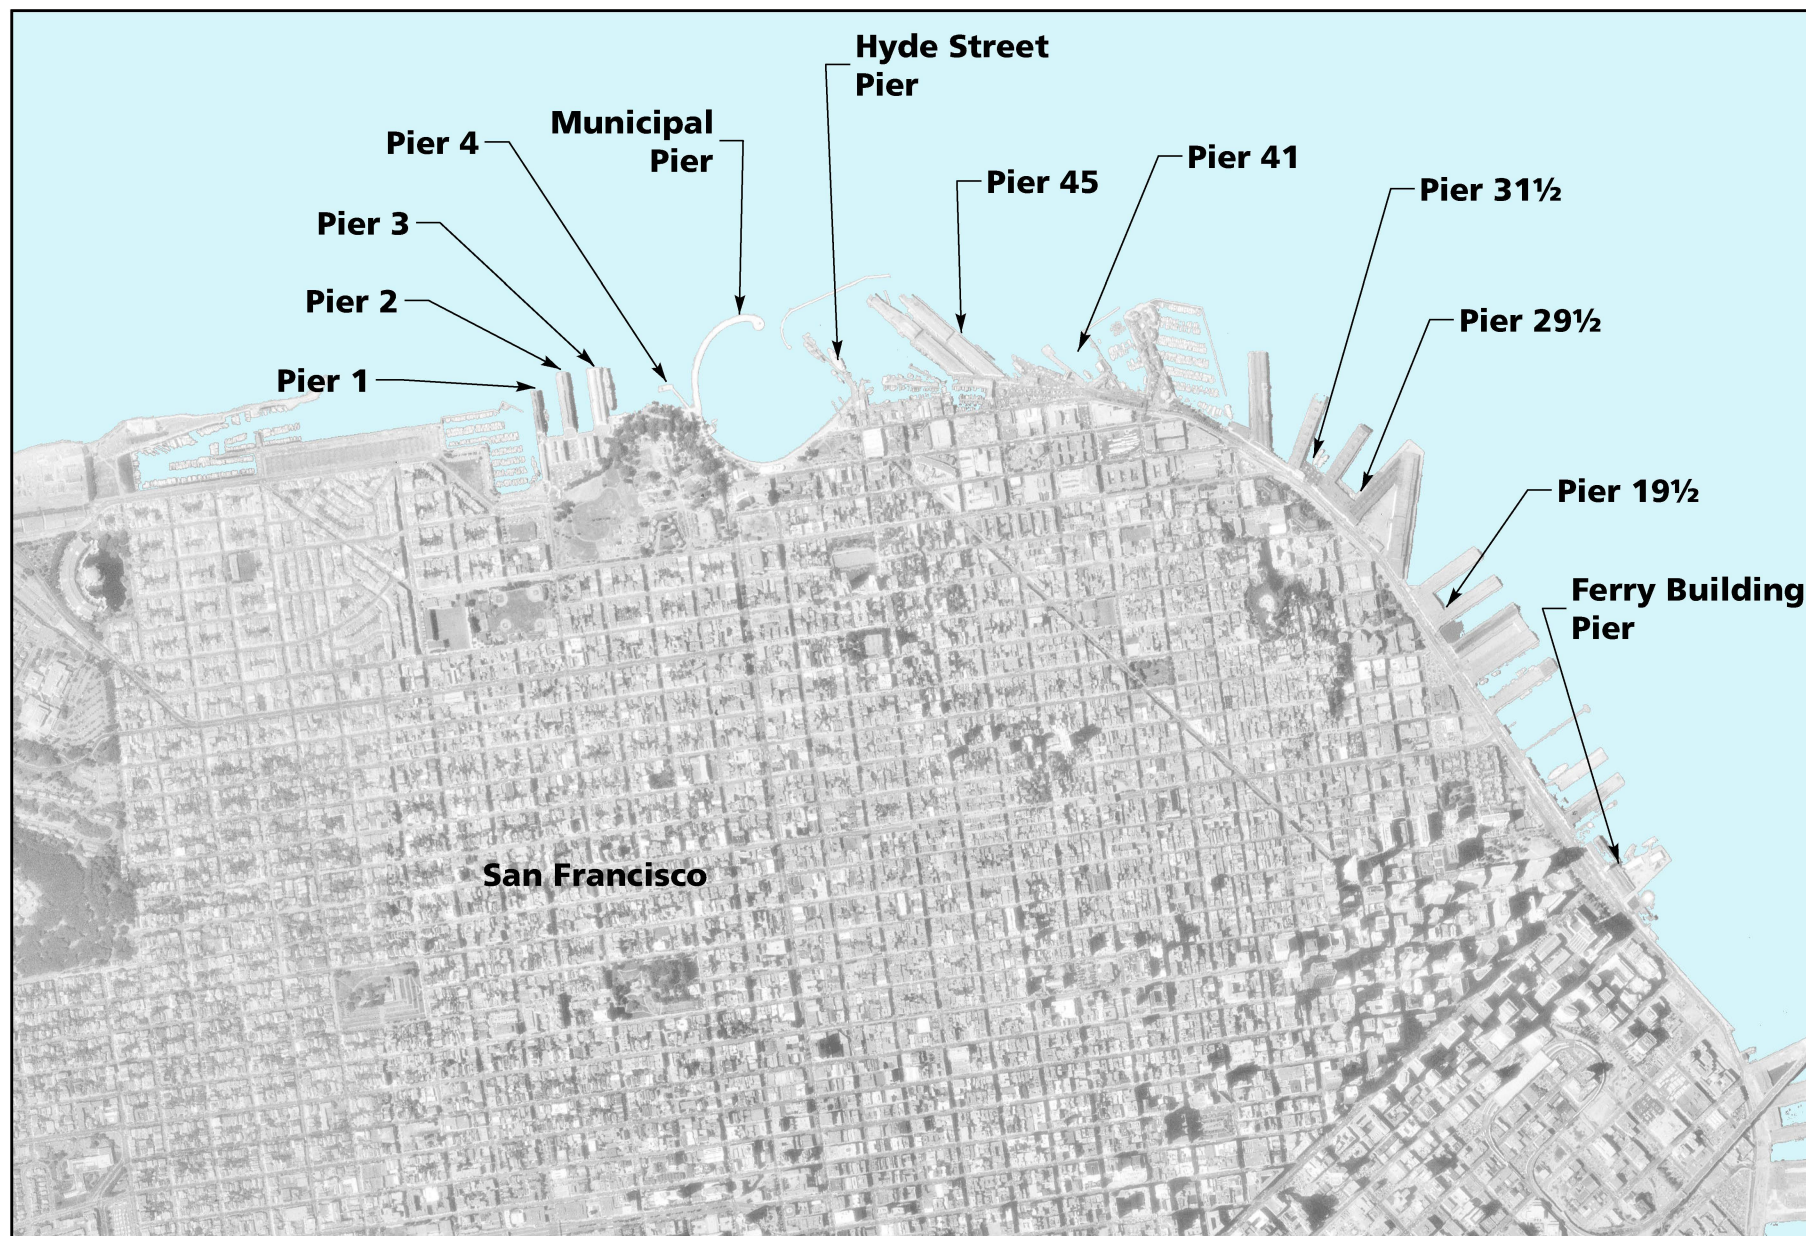 Hyde Street
Pier
Municipal
Pier
Pier 4
Pier 41
Pier 45
Pier 31½
Pier 3
Pier 2
Pier 29½
Pier 1
Pier 19½
Ferry Building
Pier
San Francisco